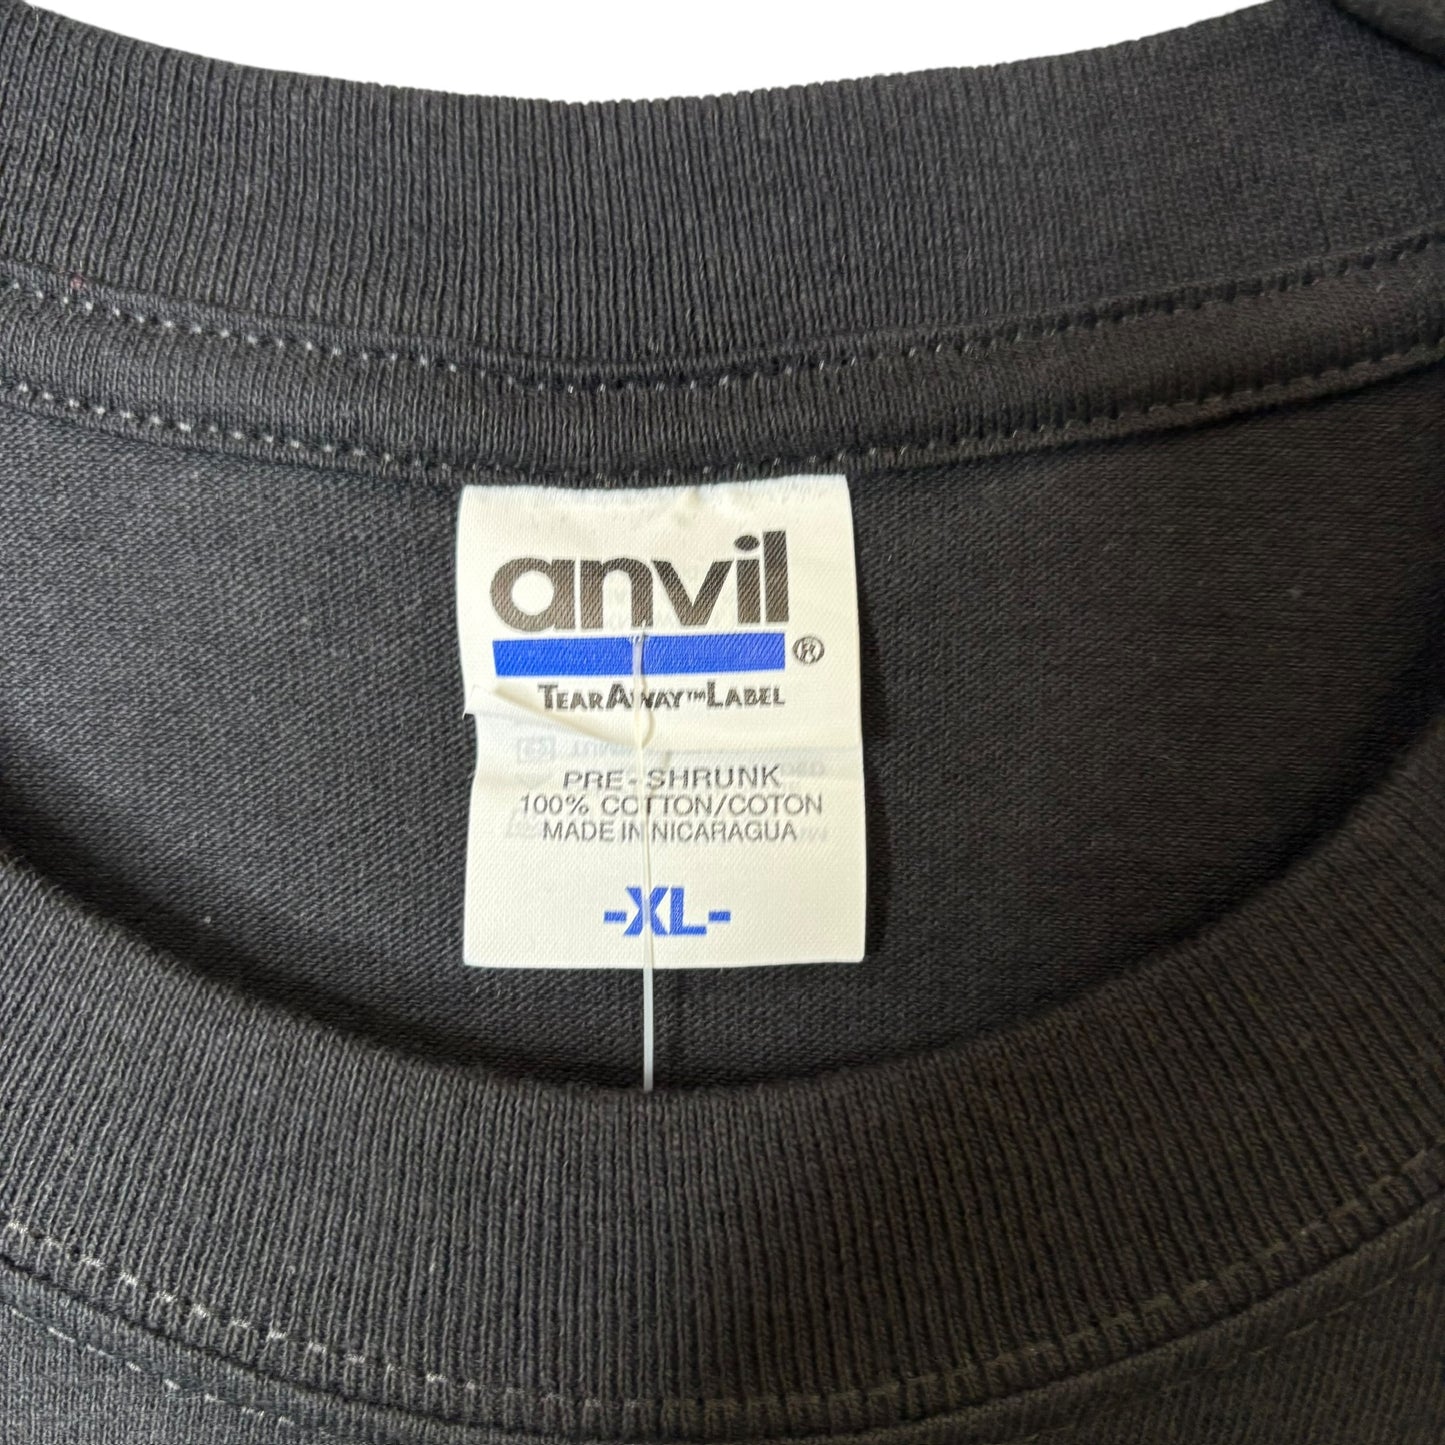 anvil®
TEARAWAY™LABEL
PRE-SHRUNK
100% COTTON/COTON
MADE IN NICARAGUA
-XL-